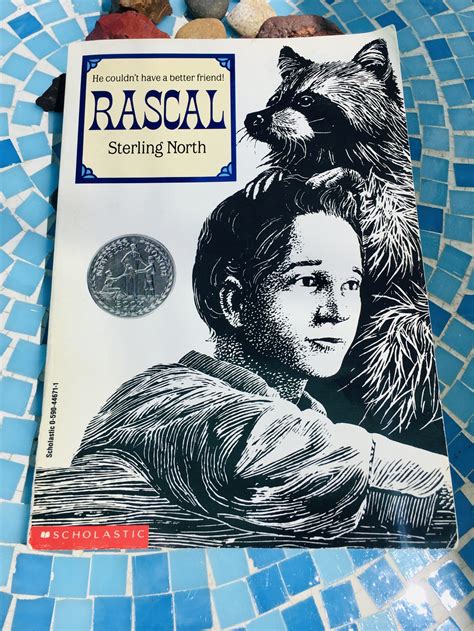 He couldn't have a better friend!
RASCAL
Sterling North
Scholastic 0-590-44671-1
SCHOLASTIC